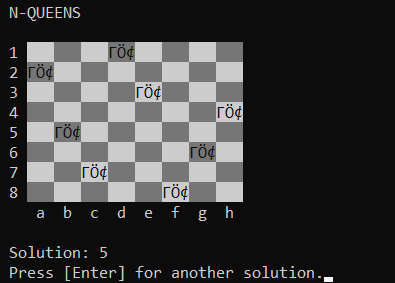 N-QUEENS
1 ΓÖ¢
2 ΓÖ¢
3 ΓÖ¢
4 ΓÖ¢
5 ΓÖ¢
6 ΓÖ¢
7 ΓÖ¢
8 ΓÖ¢
a b c d e f g h
Solution: 5
Press [Enter] for another solution.